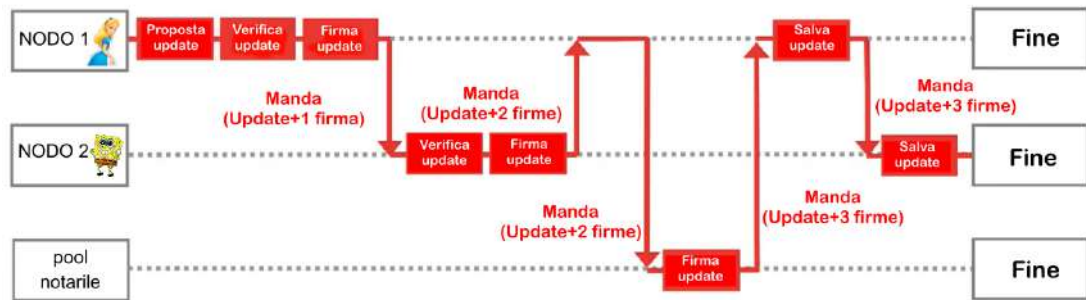 NODO 1
Proposta
update
Verifica
update
Firma
update
Salva
update
Fine
Manda
(Update+1 firma)
Manda
(Update+2 firme)
Manda
(Update+3 firme)
NODO 2
Verifica
update
Firma
update
Salva
update
Fine
Manda
(Update+2 firme)
Manda
(Update+3 firme)
pool
notarile
Firma
update
Fine